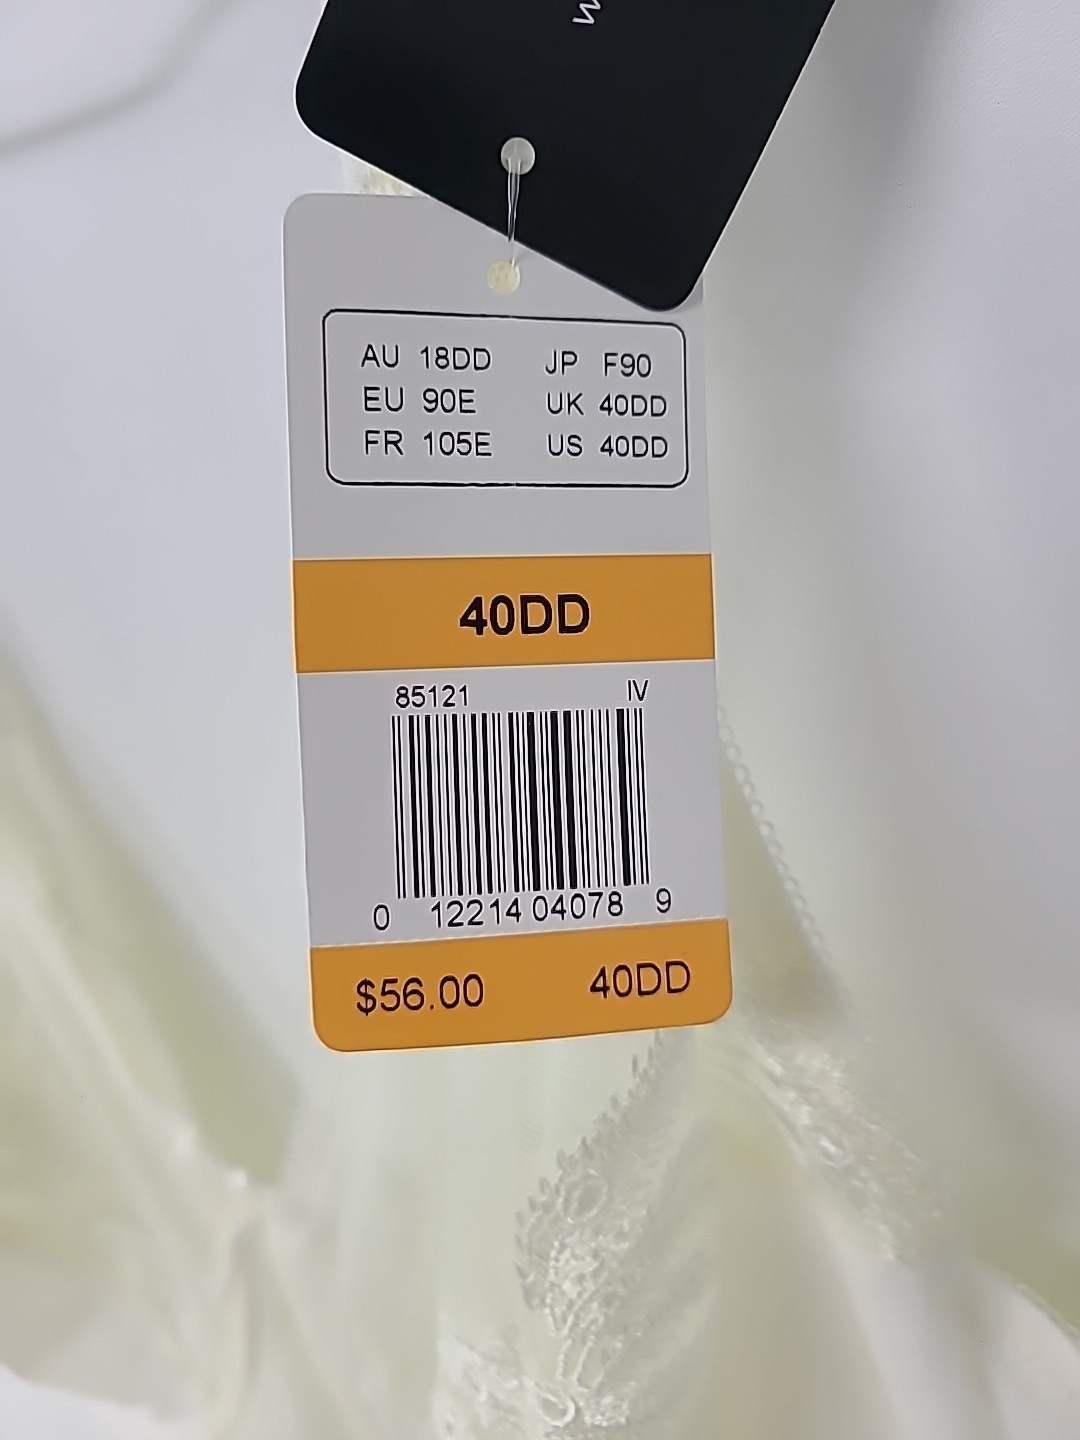 AU 18DD JP F90
EU 90E UK 40DD
FR 105E US 40DD
40DD
85121 IV
0 12214 04078 9
$56.00 40DD